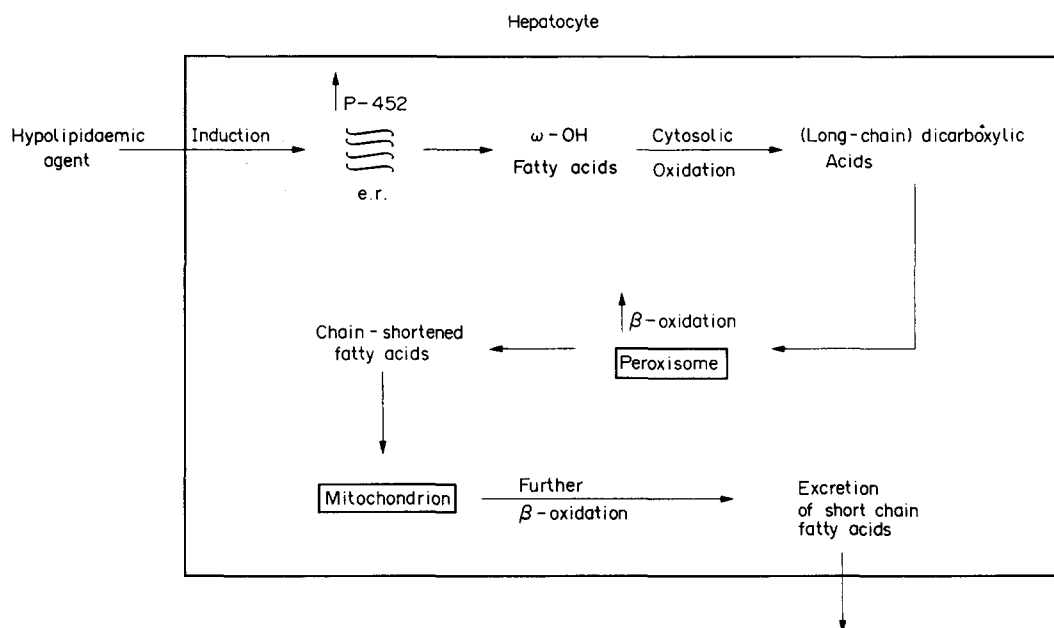 Hepatocyte
P-452
Hypolipidaemic
agent
Induction
e.r.
ω-OH
Fatty acids
Cytosolic
Oxidation
(Long-chain) dicarboxylic
Acids
β-oxidation
Peroxisome
Chain-shortened
fatty acids
Mitochondrion
Further
β-oxidation
Excretion
of short chain
fatty acids